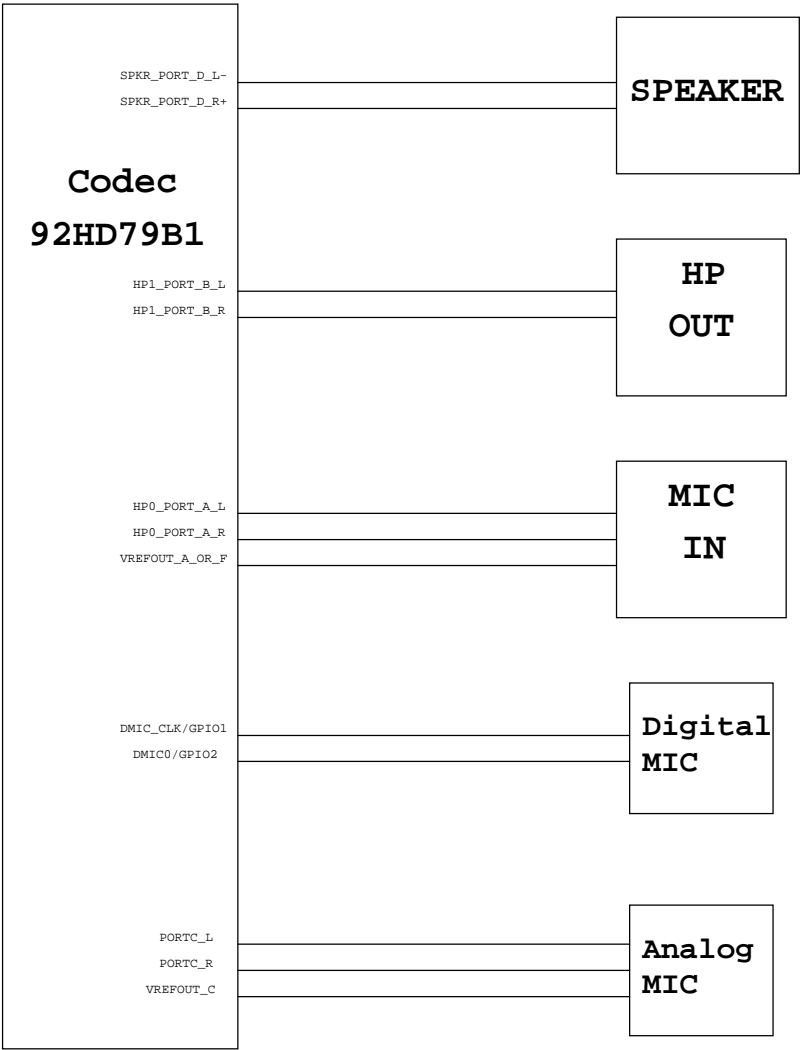 SPKR_PORT_D_L-
SPKR_PORT_D_R+
SPEAKER
Codec
92HD79B1
HP1_PORT_B_L
HP1_PORT_B_R
HP
OUT
HP0_PORT_A_L
HP0_PORT_A_R
VREFOUT_A_OR_F
MIC
IN
DMIC_CLK/GPIO1
DMIC0/GPIO2
Digital
MIC
PORTC_L
PORTC_R
VREFOUT_C
Analog
MIC